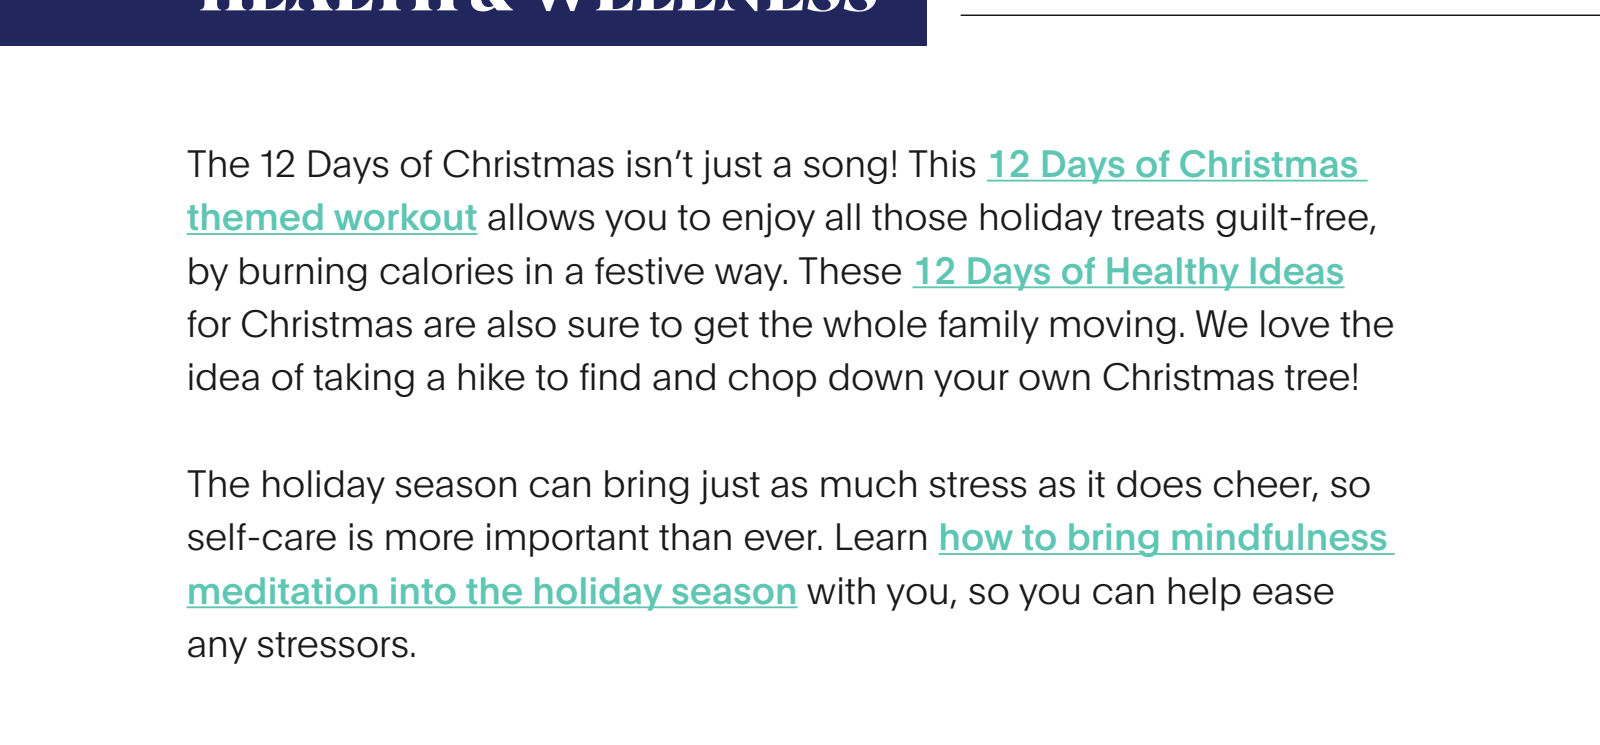 HEALTH & WELLNESS
The 12 Days of Christmas isn’t just a song! This 12 Days of Christmas
themed workout allows you to enjoy all those holiday treats guilt-free,
by burning calories in a festive way. These 12 Days of Healthy Ideas
for Christmas are also sure to get the whole family moving. We love the
idea of taking a hike to find and chop down your own Christmas tree!
The holiday season can bring just as much stress as it does cheer, so
self-care is more important than ever. Learn how to bring mindfulness
meditation into the holiday season with you, so you can help ease
any stressors.